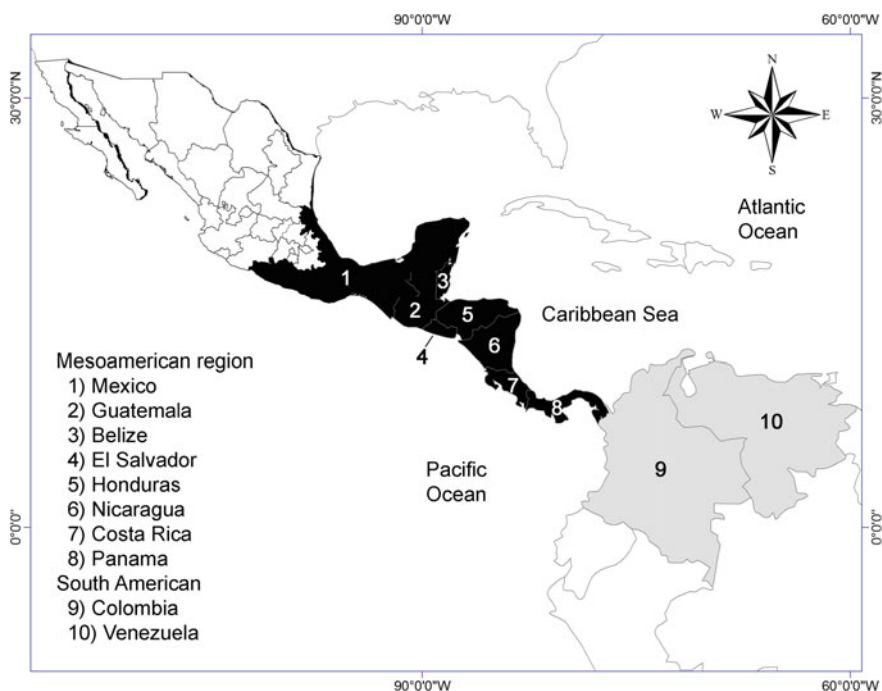 90°0'0"W
60°0'0"W
30°0'0"N
30°0'0"N
N
W
E
S
Atlantic
Ocean
1
3
2
5
Caribbean Sea
4
6
7
8
10
9
Mesoamerican region
1) Mexico
2) Guatemala
3) Belize
4) El Salvador
5) Honduras
6) Nicaragua
7) Costa Rica
8) Panama
South American
9) Colombia
10) Venezuela
Pacific
Ocean
0°0'0"
0°0'0"
90°0'0"W
60°0'0"W